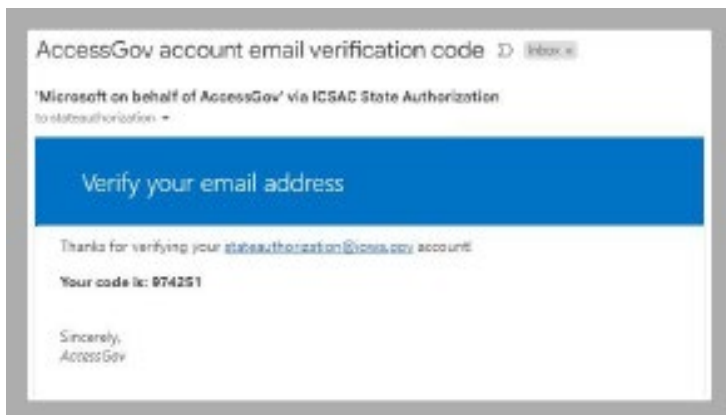 AccessGov account email verification code Inbox x
'Microsoft on behalf of AccessGov' via ICSAC State Authorization
to stateauthorization
Verify your email address
Thanks for verifying your stateauthorization@iowa.gov account!
Your code is: 974251
Sincerely,
AccessGov